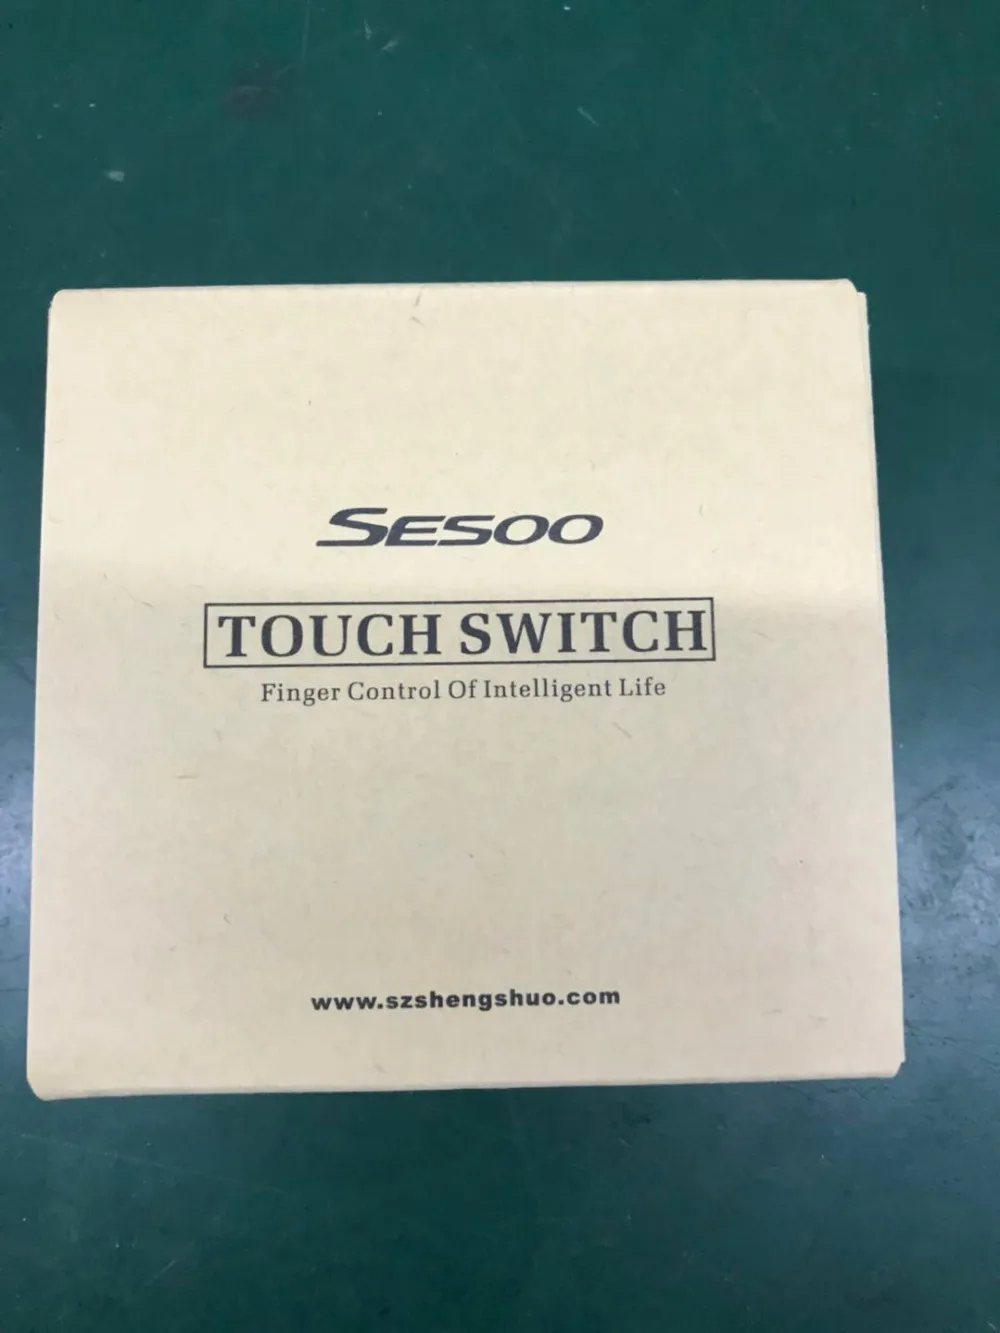 SESOO
TOUCH SWITCH
Finger Control Of Intelligent Life
www.szshengshuo.com